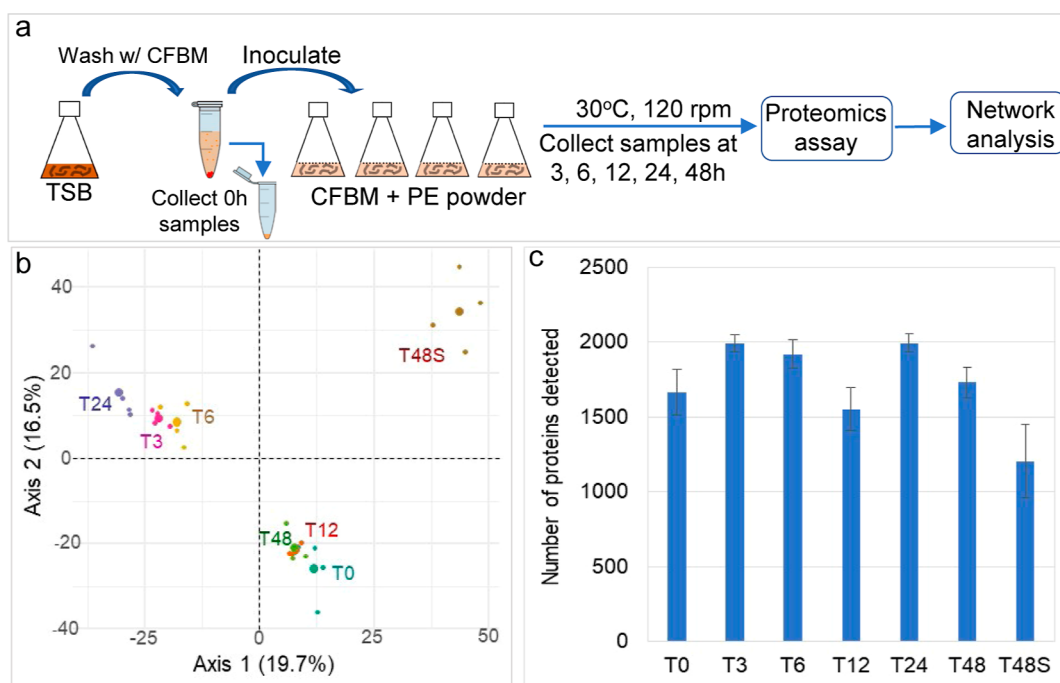 a
Wash w/ CFBM
Inoculate
TSB
Collect 0h
samples
CFBM + PE powder
30°C, 120 rpm
Collect samples at
3, 6, 12, 24, 48h
Proteomics
assay
Network
analysis
b
Axis 2 (16.5%)
40
20
0
-20
-40
T48S
T24
T6
T3
T48
T12
T0
-25
0
25
50
Axis 1 (19.7%)
c
Number of proteins detected
2500
2000
1500
1000
500
0
T0 T3 T6 T12 T24 T48 T48S